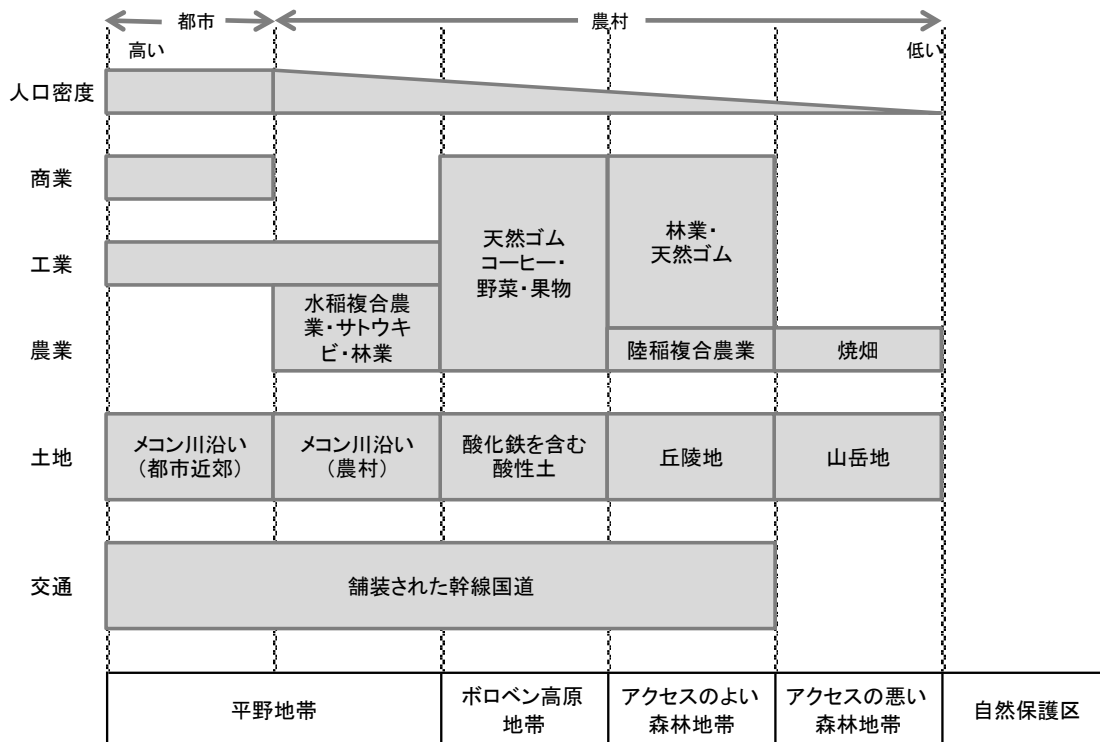 都市
農村
高い
低い
人口密度
商業
工業
天然ゴム
コーヒー・
野菜・果物
林業・
天然ゴム
農業
水稲複合農
業・サトウキ
ビ・林業
陸稲複合農業
焼畑
土地
メコン川沿い
(都市近郊)
メコン川沿い
(農村)
酸化鉄を含む
酸性土
丘陵地
山岳地
交通
舗装された幹線国道
平野地帯
ボロベン高原
地帯
アクセスのよい
森林地帯
アクセスの悪い
森林地帯
自然保護区